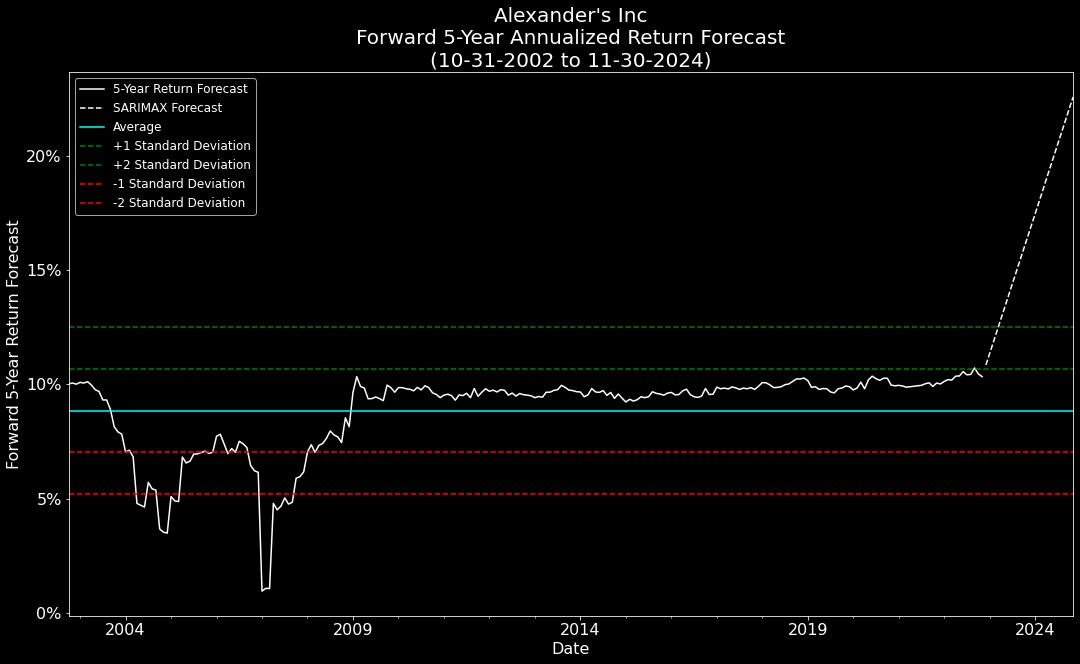 Alexander's Inc
Forward 5-Year Annualized Return Forecast
(10-31-2002 to 11-30-2024)
5-Year Return Forecast
SARIMAX Forecast
Average
+1 Standard Deviation
+2 Standard Deviation
-1 Standard Deviation
-2 Standard Deviation
Forward 5-Year Return Forecast
20%
15%
10%
5%
0%
2004
2009
2014
2019
2024
Date